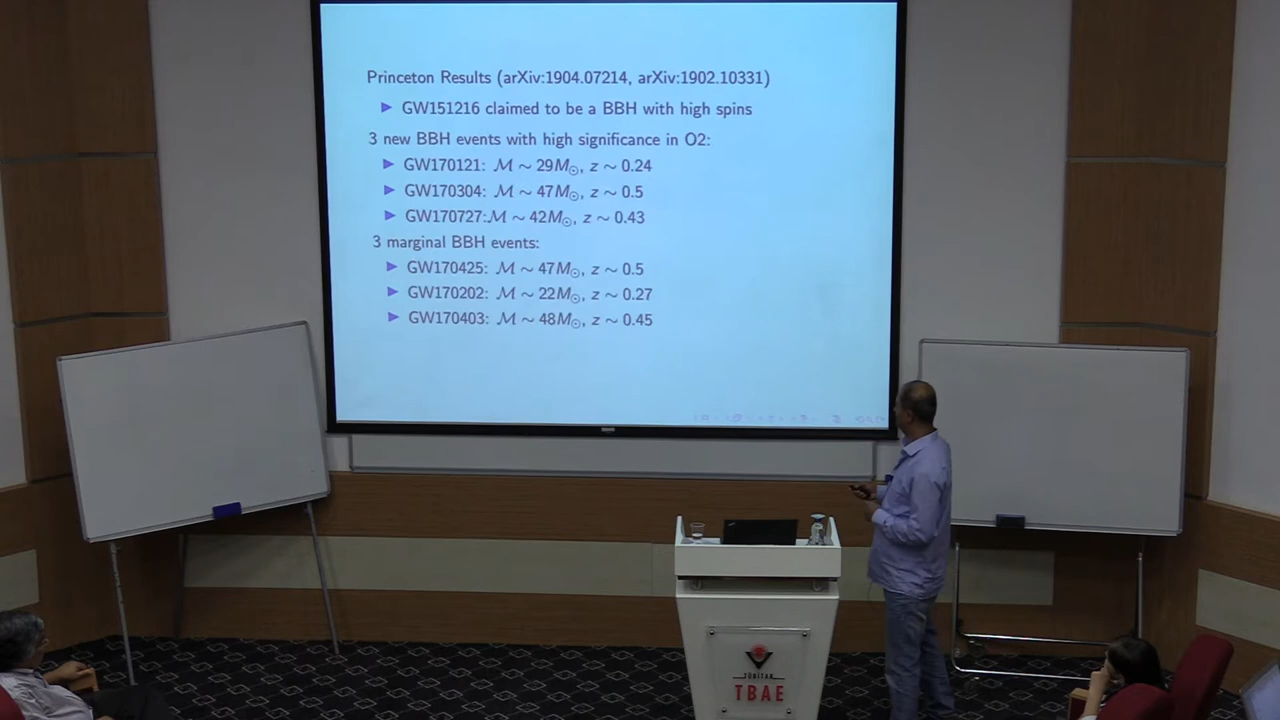 Princeton Results (arXiv:1904.07214, arXiv:1902.10331)
▶ GW151216 claimed to be a BBH with high spins
3 new BBH events with high significance in O2:
▶ GW170121: ℳ ∼ 29M☉, z ∼ 0.24
▶ GW170304: ℳ ∼ 47M☉, z ∼ 0.5
▶ GW170727:ℳ ∼ 42M☉, z ∼ 0.43
3 marginal BBH events:
▶ GW170425: ℳ ∼ 47M☉, z ∼ 0.5
▶ GW170202: ℳ ∼ 22M☉, z ∼ 0.27
▶ GW170403: ℳ ∼ 48M☉, z ∼ 0.45
TÜBİTAK
TBAE